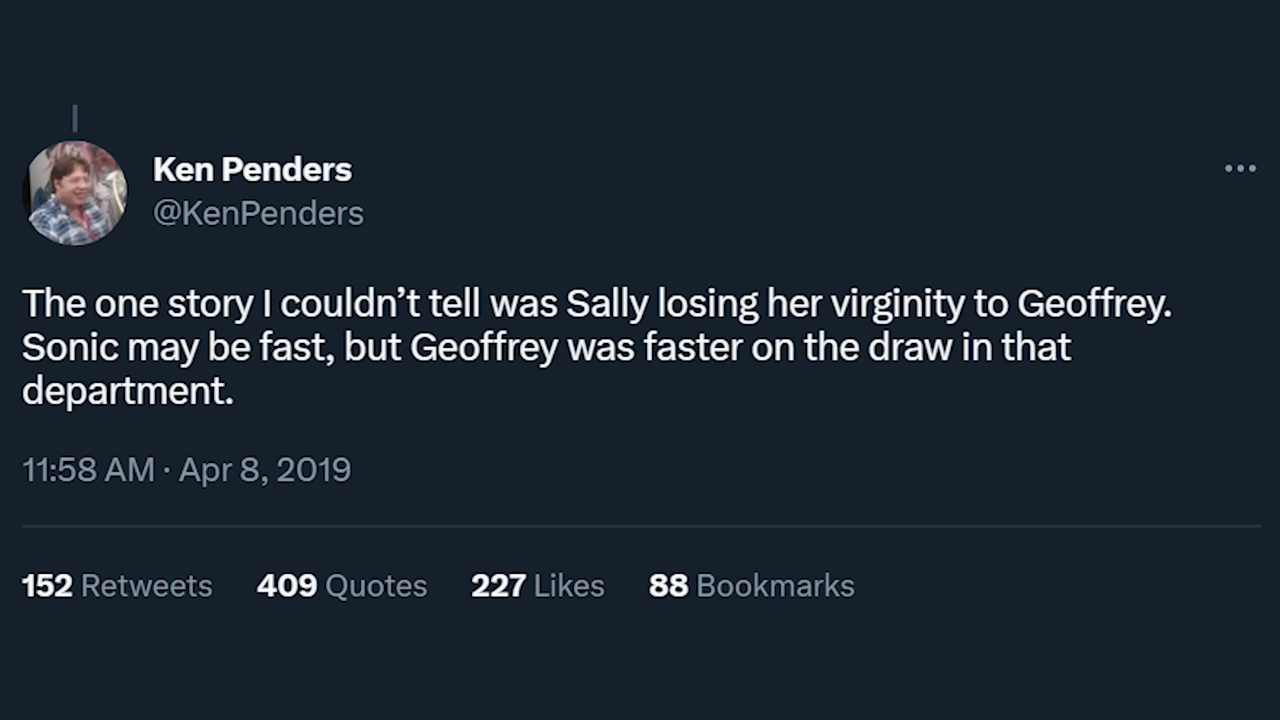 Ken Penders
@KenPenders
The one story I couldn’t tell was Sally losing her virginity to Geoffrey.
Sonic may be fast, but Geoffrey was faster on the draw in that
department.
11:58 AM · Apr 8, 2019
152 Retweets 409 Quotes 227 Likes 88 Bookmarks